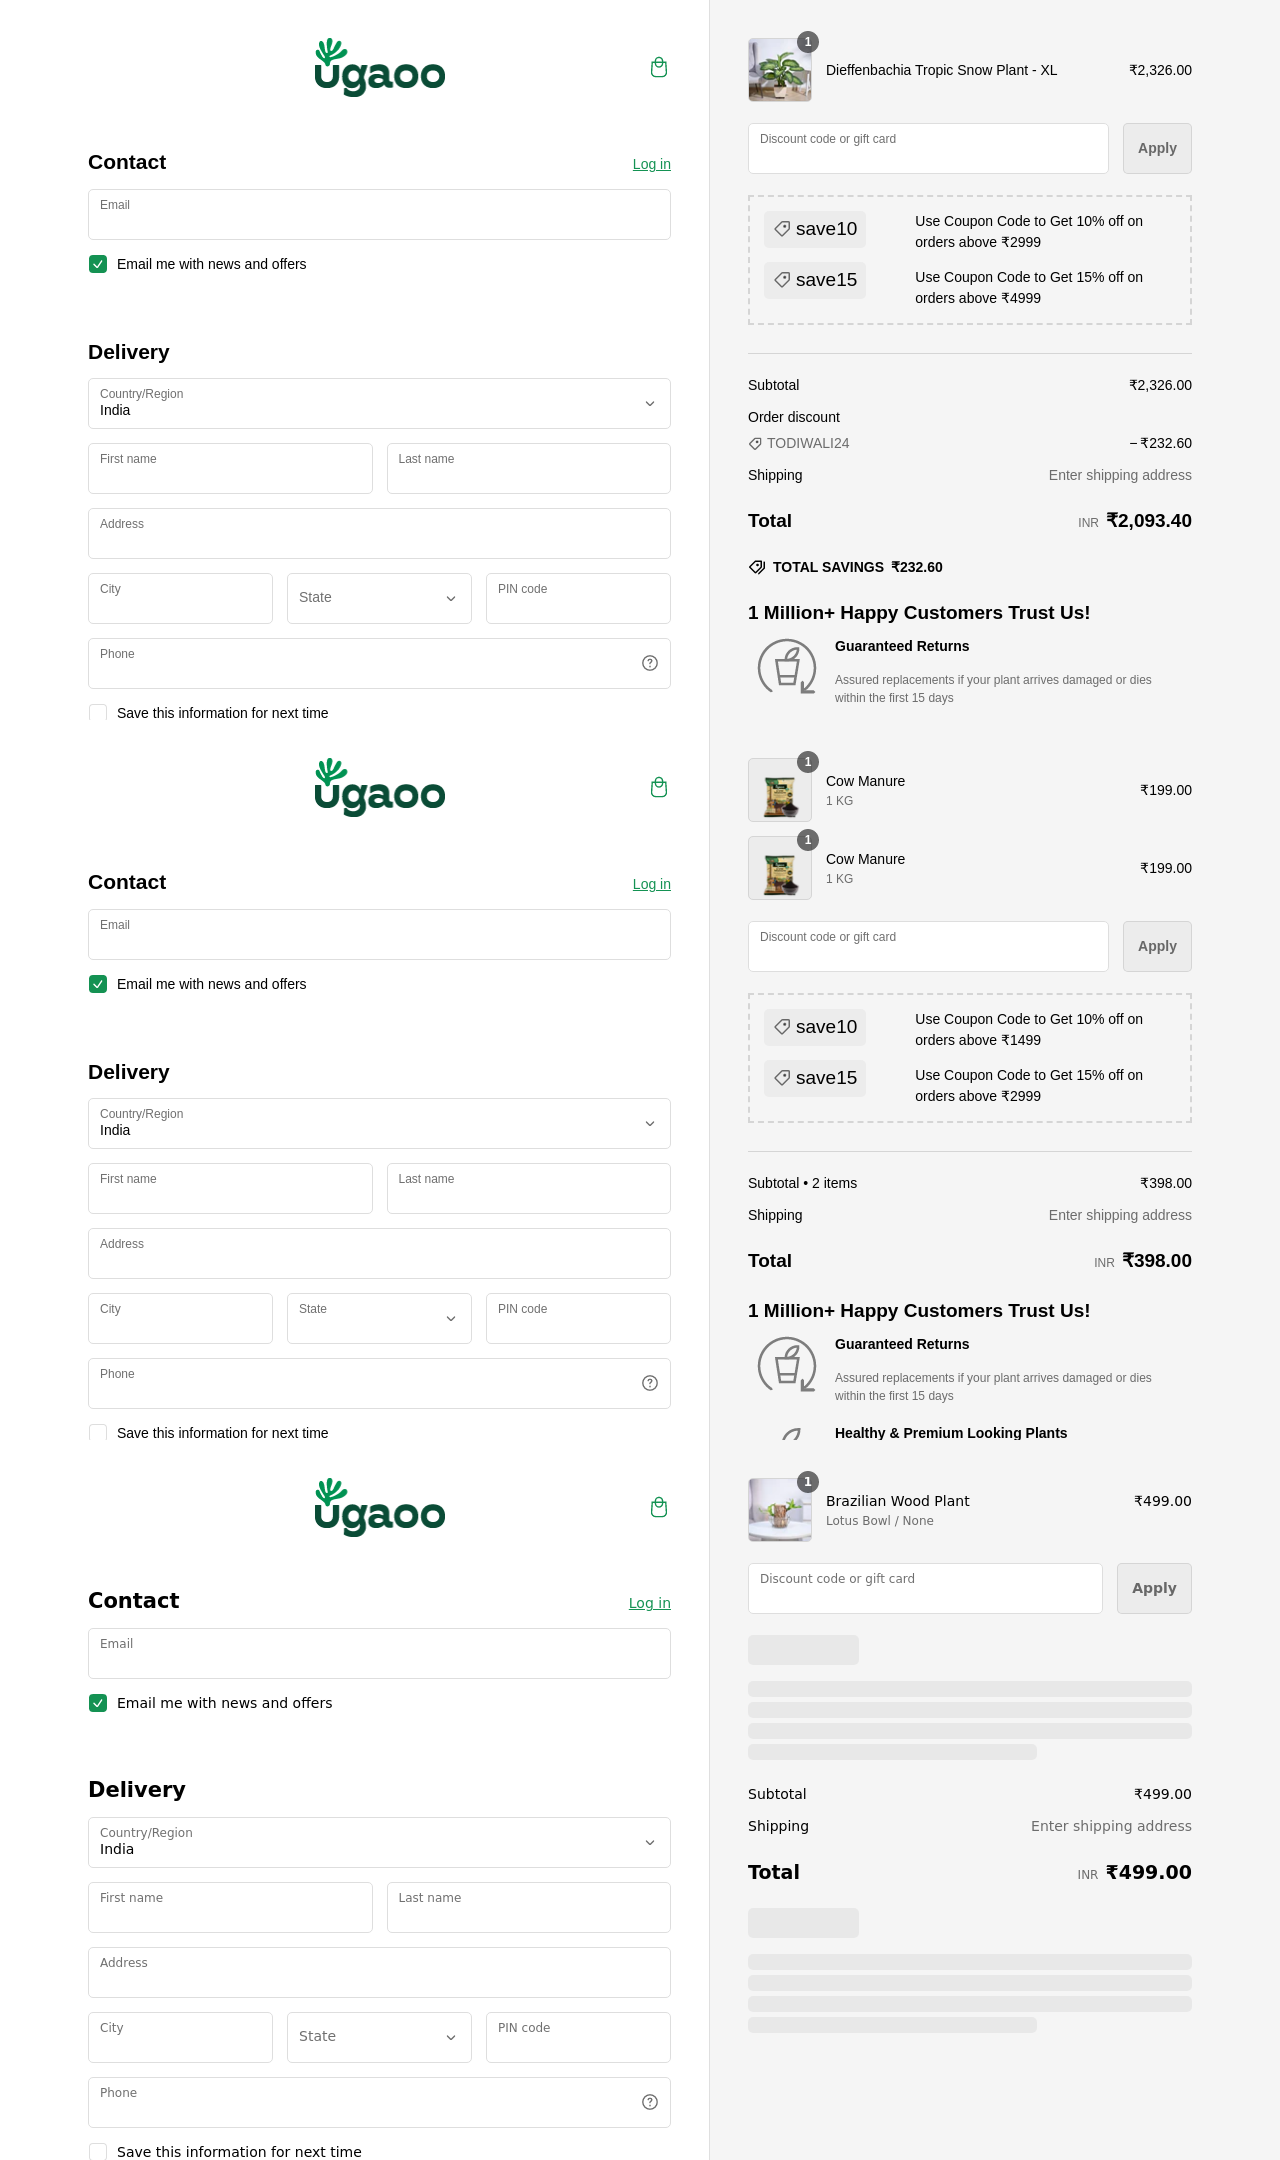 ugaoo
Contact
Log in
Email
Email me with news and offers
Delivery
Country/Region
India
First name
Last name
Address
City
State
PIN code
Phone
Save this information for next time
1
Dieffenbachia Tropic Snow Plant - XL
₹2,326.00
Discount code or gift card
Apply
save10
Use Coupon Code to Get 10% off on
orders above ₹2999
save15
Use Coupon Code to Get 15% off on
orders above ₹4999
Subtotal
₹2,326.00
Order discount
TODIWALI24
− ₹232.60
Shipping
Enter shipping address
Total
INR ₹2,093.40
TOTAL SAVINGS ₹232.60
1 Million+ Happy Customers Trust Us!
Guaranteed Returns
Assured replacements if your plant arrives damaged or dies
within the first 15 days
ugaoo
Contact
Log in
Email
Email me with news and offers
Delivery
Country/Region
India
First name
Last name
Address
City
State
PIN code
Phone
Save this information for next time
1
Cow Manure
1 KG
₹199.00
1
Cow Manure
1 KG
₹199.00
Discount code or gift card
Apply
save10
Use Coupon Code to Get 10% off on
orders above ₹1499
save15
Use Coupon Code to Get 15% off on
orders above ₹2999
Subtotal • 2 items
₹398.00
Shipping
Enter shipping address
Total
INR ₹398.00
1 Million+ Happy Customers Trust Us!
Guaranteed Returns
Assured replacements if your plant arrives damaged or dies
within the first 15 days
Healthy & Premium Looking Plants
ugaoo
Contact
Log in
Email
Email me with news and offers
Delivery
Country/Region
India
First name
Last name
Address
City
State
PIN code
Phone
Save this information for next time
1
Brazilian Wood Plant
Lotus Bowl / None
₹499.00
Discount code or gift card
Apply
Subtotal
₹499.00
Shipping
Enter shipping address
Total
INR ₹499.00